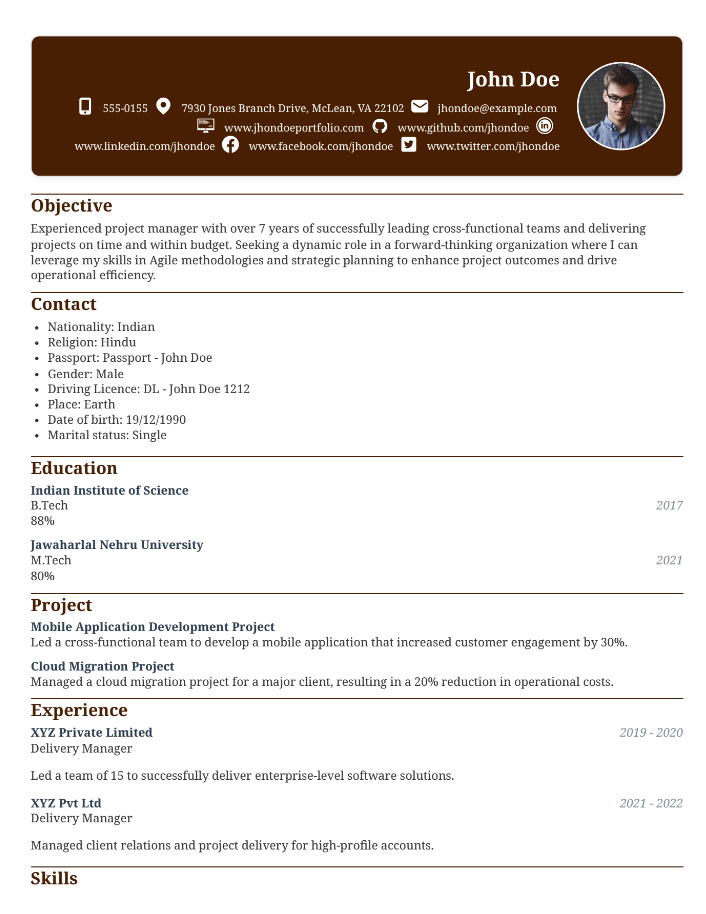 John Doe
555-0155 7930 Jones Branch Drive, McLean, VA 22102 jhondoe@example.com
www.jhondoeportfolio.com www.github.com/jhondoe
www.linkedin.com/jhondoe www.facebook.com/jhondoe www.twitter.com/jhondoe
Objective
Experienced project manager with over 7 years of successfully leading cross-functional teams and delivering
projects on time and within budget. Seeking a dynamic role in a forward-thinking organization where I can
leverage my skills in Agile methodologies and strategic planning to enhance project outcomes and drive
operational efficiency.
Contact
• Nationality: Indian
• Religion: Hindu
• Passport: Passport - John Doe
• Gender: Male
• Driving Licence: DL - John Doe 1212
• Place: Earth
• Date of birth: 19/12/1990
• Marital status: Single
Education
Indian Institute of Science
B.Tech 2017
88%
Jawaharlal Nehru University
M.Tech 2021
80%
Project
Mobile Application Development Project
Led a cross-functional team to develop a mobile application that increased customer engagement by 30%.
Cloud Migration Project
Managed a cloud migration project for a major client, resulting in a 20% reduction in operational costs.
Experience
XYZ Private Limited 2019 - 2020
Delivery Manager
Led a team of 15 to successfully deliver enterprise-level software solutions.
XYZ Pvt Ltd 2021 - 2022
Delivery Manager
Managed client relations and project delivery for high-profile accounts.
Skills